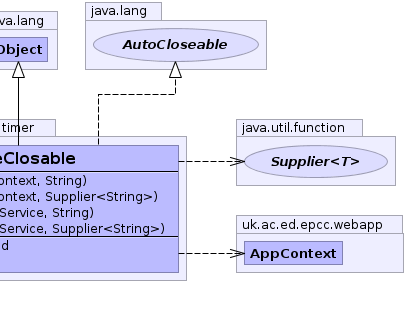 va.lang
Object
java.lang
AutoCloseable
timer
eClosable
ontext, String)
ontext, Supplier<String>)
Service, String)
Service, Supplier<String>)
d
java.util.function
Supplier<T>
uk.ac.ed.epcc.webapp
AppContext